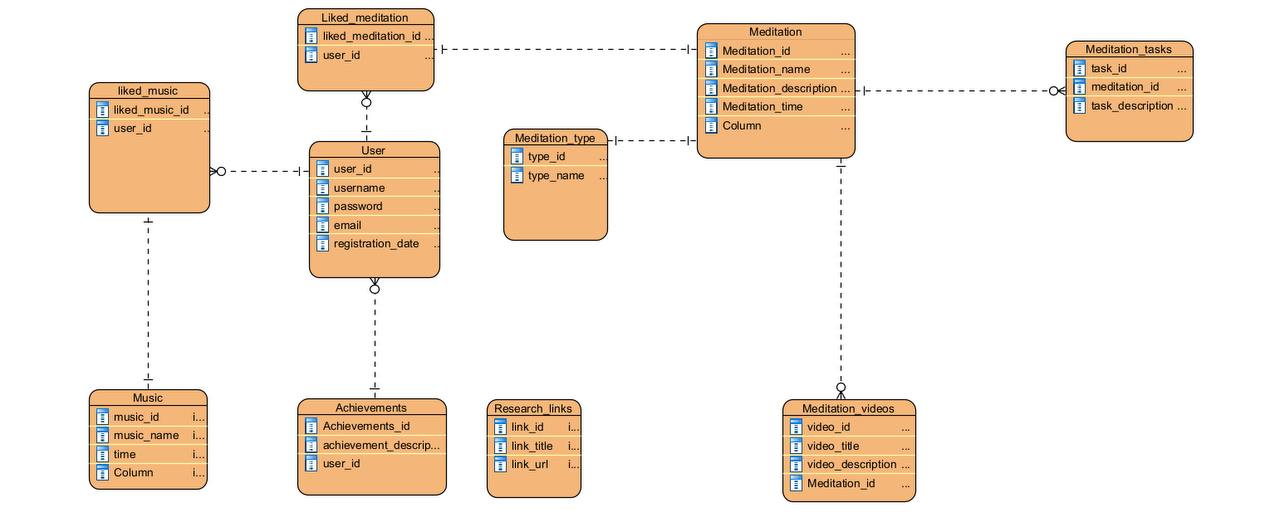 Liked_meditation
liked_meditation_id ...
user_id ...
Meditation
Meditation_id ...
Meditation_name ...
Meditation_description ...
Meditation_time ...
Column ...
Meditation_tasks
task_id ...
meditation_id ...
task_description ...
liked_music
liked_music_id ..
user_id ..
Meditation_type
type_id ...
type_name ...
User
user_id ..
username ..
password ..
email ..
registration_date ..
Music
music_id i...
music_name i...
time i...
Column i...
Achievements
Achievements_id
achievement_descrip...
user_id
Research_links
link_id i...
link_title i...
link_url i...
Meditation_videos
video_id ...
video_title ...
video_description ...
Meditation_id ...